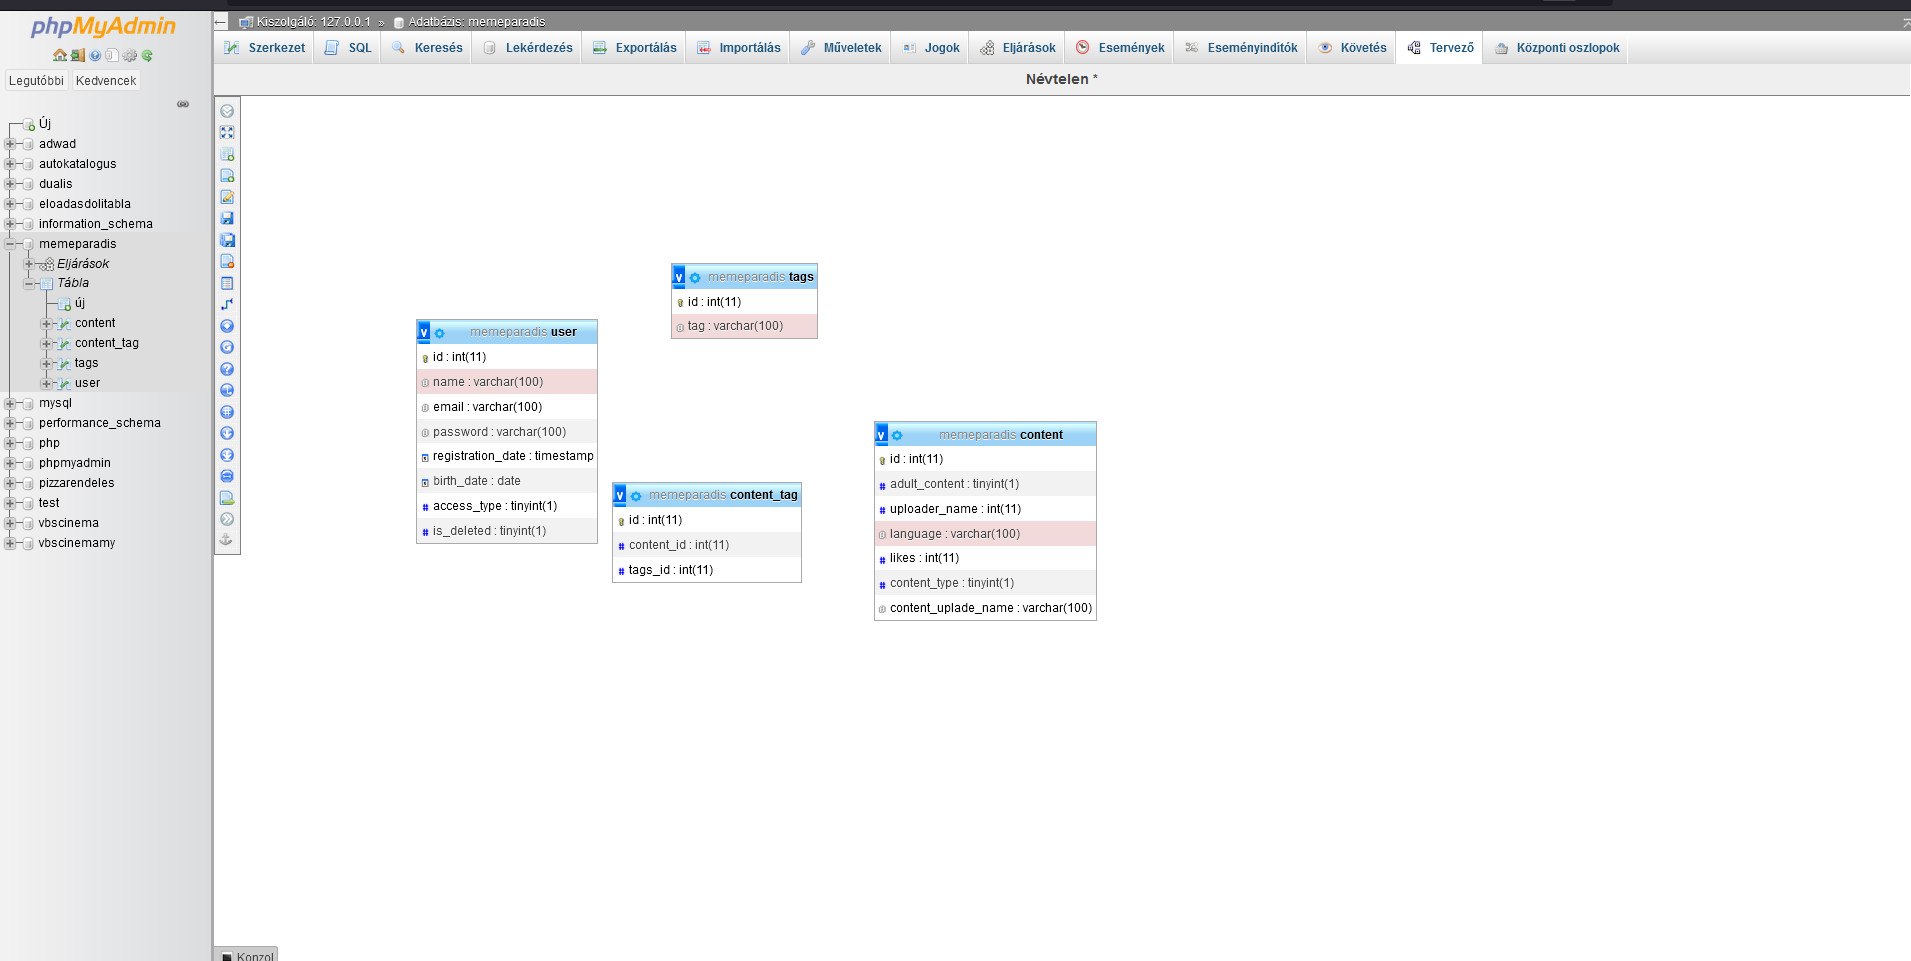 phpMyAdmin
Legutóbbi Kedvencek
Új
adwad
autokatalogus
dualis
eloadasdolitabla
information_schema
memeparadis
Eljárások
Tábla
új
content
content_tag
tags
user
mysql
performance_schema
php
phpmyadmin
pizzarendeles
test
vbscinema
vbscinemamy
Kiszolgáló: 127.0.0.1 » Adatbázis: memeparadis
Szerkezet SQL Keresés Lekérdezés Exportálás Importálás Műveletek Jogok Eljárások Események Eseményindítók Követés Tervező Központi oszlopok
Névtelen *
v memeparadis tags
id : int(11)
tag : varchar(100)
v memeparadis user
id : int(11)
name : varchar(100)
email : varchar(100)
password : varchar(100)
registration_date : timestamp
birth_date : date
access_type : tinyint(1)
is_deleted : tinyint(1)
v memeparadis content_tag
id : int(11)
content_id : int(11)
tags_id : int(11)
v memeparadis content
id : int(11)
adult_content : tinyint(1)
uploader_name : int(11)
language : varchar(100)
likes : int(11)
content_type : tinyint(1)
content_uplade_name : varchar(100)
Konzol